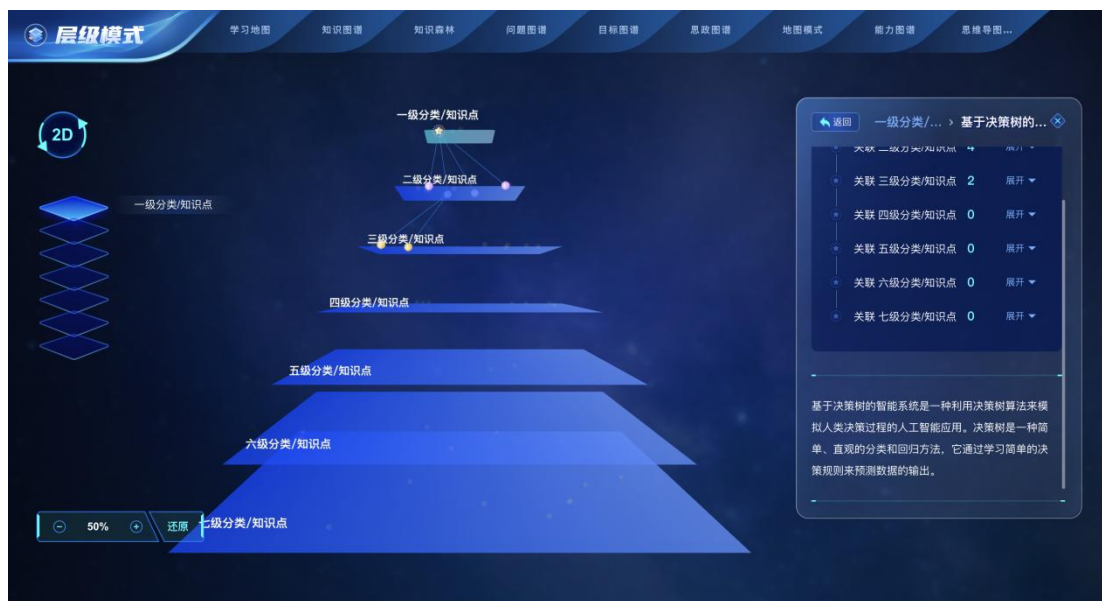 层级模式
学习地图
知识图谱
知识森林
问题图谱
目标图谱
思政图谱
地图模式
能力图谱
思维导图...
2D
一级分类/知识点
一级分类/知识点
二级分类/知识点
三级分类/知识点
四级分类/知识点
五级分类/知识点
六级分类/知识点
七级分类/知识点
50%
还原
返回 一级分类/... › 基于决策树的...
关联 二级分类/知识点 4 展开
关联 三级分类/知识点 2 展开
关联 四级分类/知识点 0 展开
关联 五级分类/知识点 0 展开
关联 六级分类/知识点 0 展开
关联 七级分类/知识点 0 展开
基于决策树的智能系统是一种利用决策树算法来模
拟人类决策过程的人工智能应用。决策树是一种简
单、直观的分类和回归方法，它通过学习简单的决
策规则来预测数据的输出。